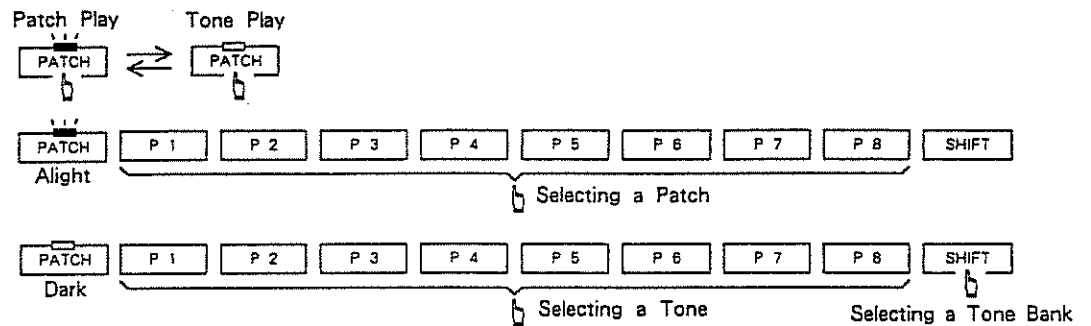 Patch Play Tone Play
PATCH PATCH
PATCH P 1 P 2 P 3 P 4 P 5 P 6 P 7 P 8 SHIFT
Alight
Selecting a Patch
PATCH P 1 P 2 P 3 P 4 P 5 P 6 P 7 P 8 SHIFT
Dark
Selecting a Tone Selecting a Tone Bank